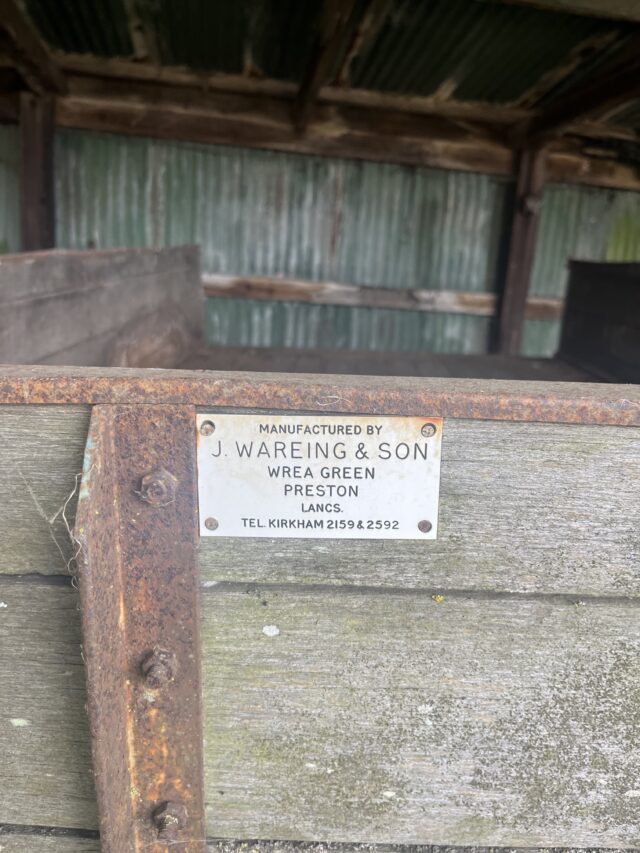 MANUFACTURED BY
J. WAREING & SON
WREA GREEN
PRESTON
LANCS.
TEL. KIRKHAM 2159 & 2592